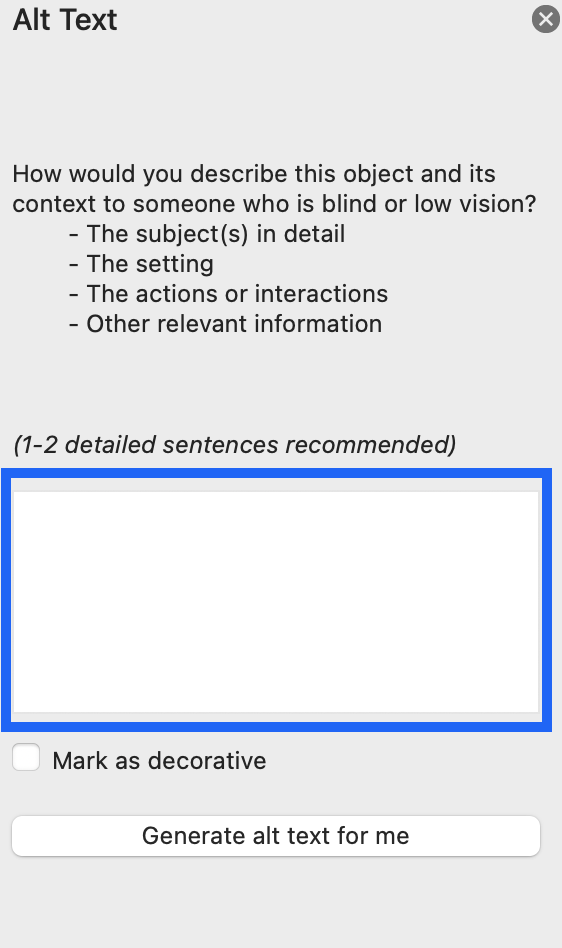 Alt Text
How would you describe this object and its
context to someone who is blind or low vision?
- The subject(s) in detail
- The setting
- The actions or interactions
- Other relevant information
(1-2 detailed sentences recommended)
Mark as decorative
Generate alt text for me